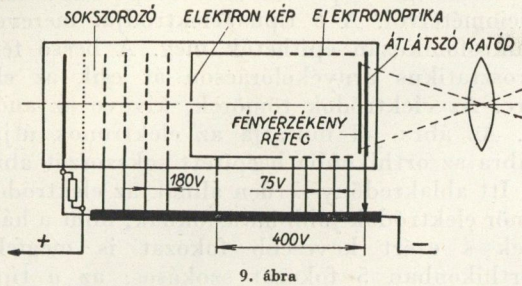 SOKSZOROZÓ
ELEKTRON KÉP
ELEKTRONOPTIKA
ÁTLÁTSZÓ KATÓD
FÉNYÉRZÉKENY
RÉTEG
180V
75V
400V
+
−
9. ábra